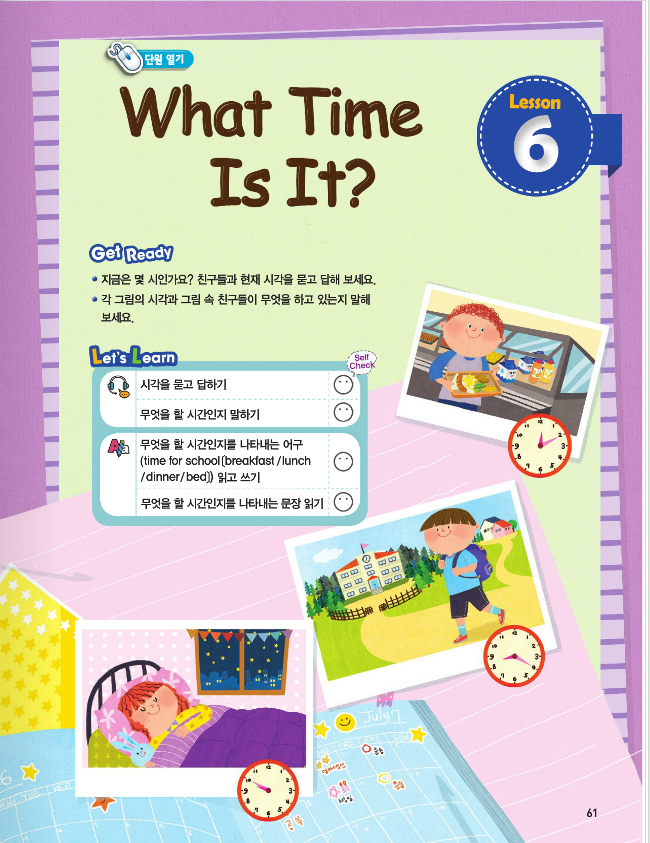 단원 열기
What Time
Is It?
Lesson
6
Get Ready
• 지금은 몇 시인가요? 친구들과 현재 시각을 묻고 답해 보세요.
• 각 그림의 시각과 그림 속 친구들이 무엇을 하고 있는지 말해
보세요.
Let's Learn
Self
Check
시각을 묻고 답하기
무엇을 할 시간인지 말하기
무엇을 할 시간인지를 나타내는 어구
(time for school[breakfast/lunch
/dinner/bed]) 읽고 쓰기
무엇을 할 시간인지를 나타내는 문장 읽기
July
61